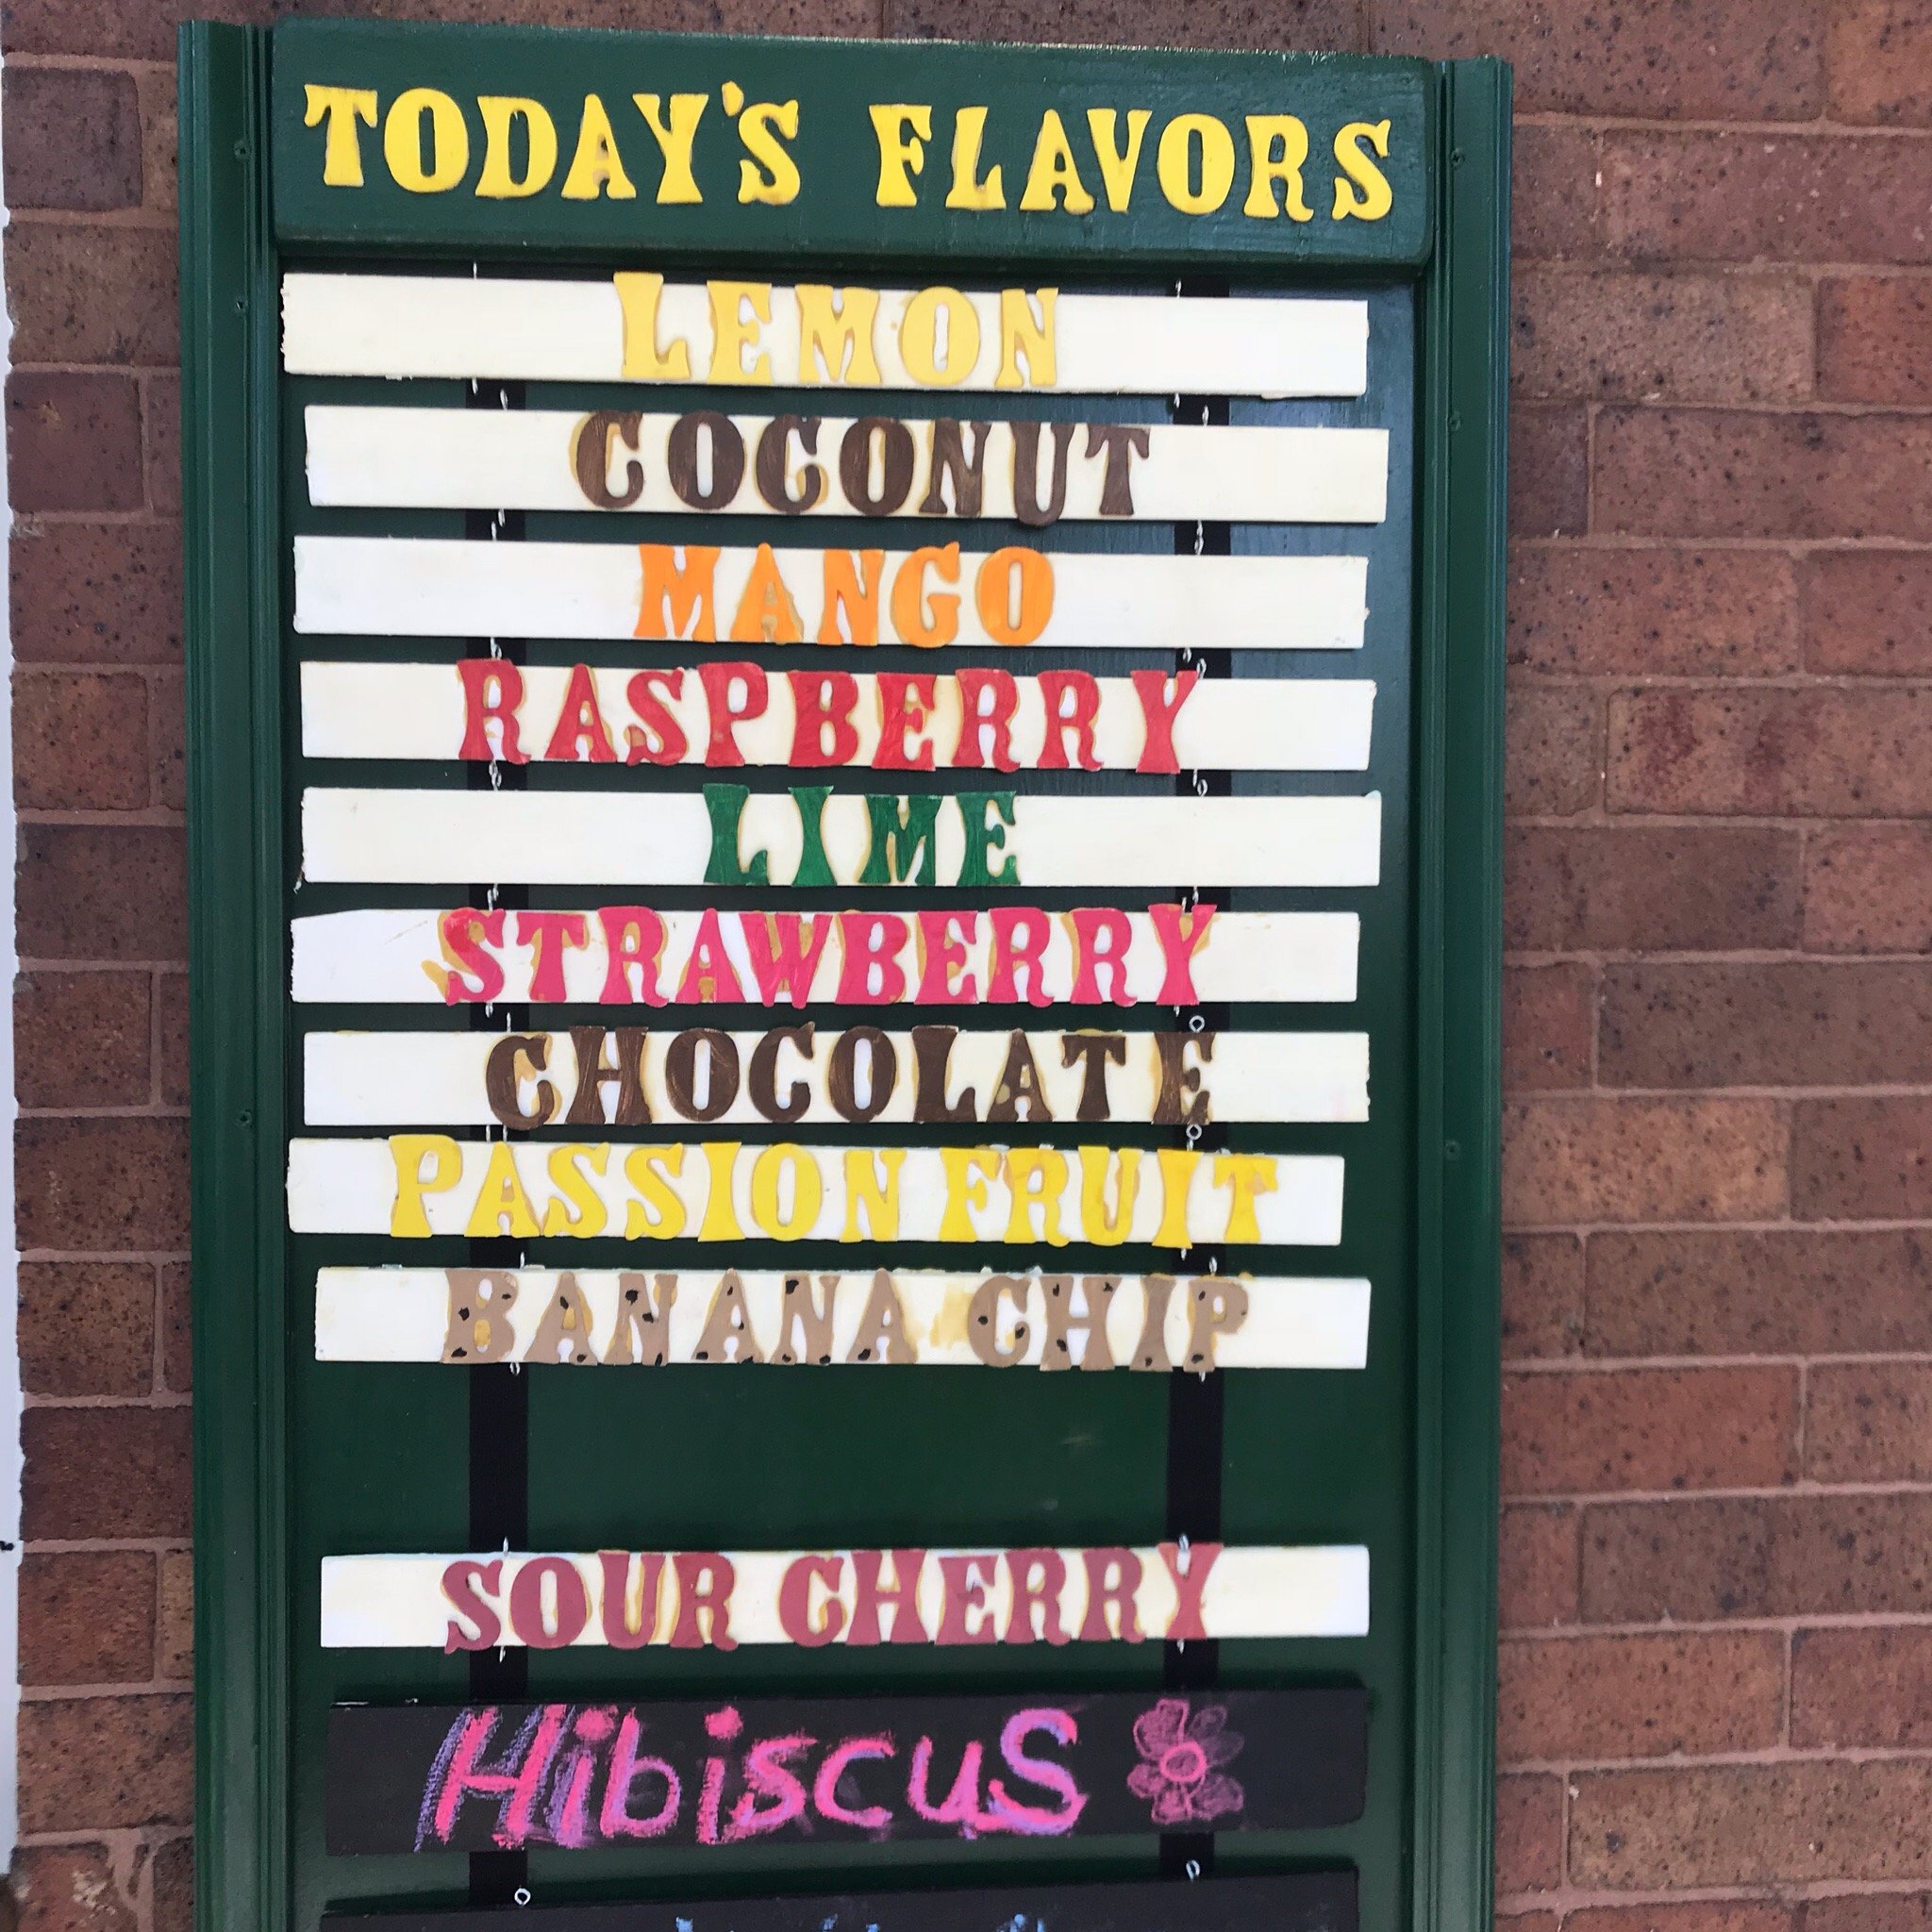 TODAY'S FLAVORS
LEMON
COCONUT
MANGO
RASPBERRY
LIME
STRAWBERRY
CHOCOLATE
PASSION FRUIT
BANANA CHIP
SOUR CHERRY
HibiscuS